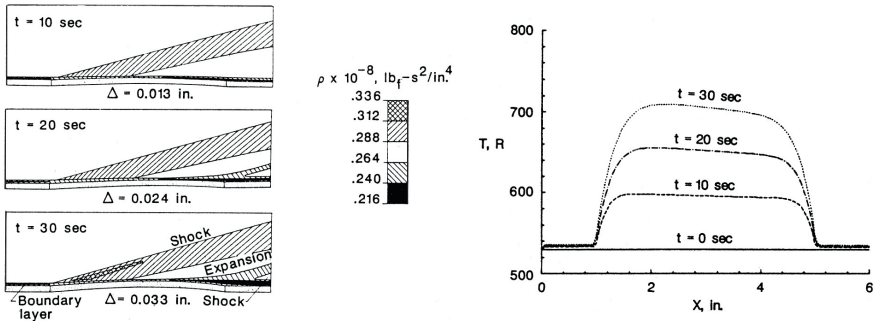 t = 10 sec
Δ = 0.013 in.
t = 20 sec
Δ = 0.024 in.
t = 30 sec
Shock
Expansion
Boundary
layer
Δ = 0.033 in.
Shock
ρ x 10⁻⁸, lb_f-s²/in.⁴
.336
.312
.288
.264
.240
.216
800
700
600
500
T, R
t = 30 sec
t = 20 sec
t = 10 sec
t = 0 sec
0
2
4
6
X, in.